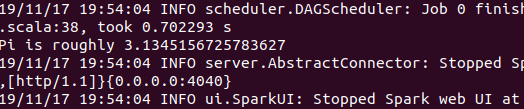 19/11/17 19:54:04 INFO scheduler.DAGScheduler: Job 0 finish
.scala:38, took 0.702293 s
Pi is roughly 3.1345156725783627
19/11/17 19:54:04 INFO server.AbstractConnector: Stopped Sp
,[http/1.1]}{0.0.0.0:4040}
19/11/17 19:54:04 INFO ui.SparkUI: Stopped Spark web UI at